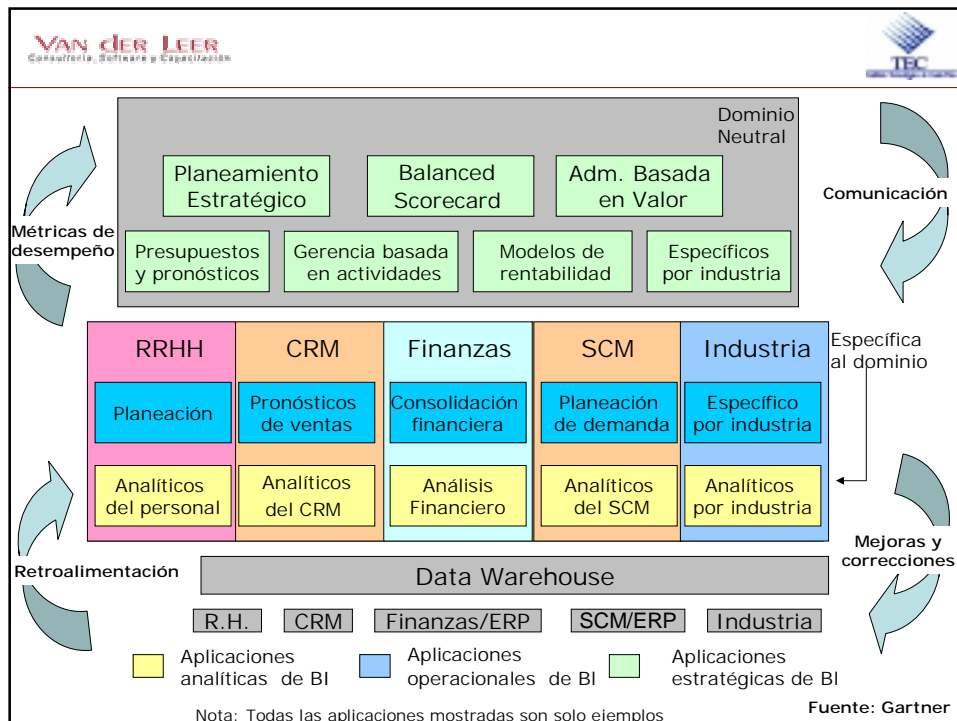 VAN dER LEER
Consultoría, Software y Capacitación
TEC
Dominio
Neutral
Planeamiento
Estratégico
Balanced
Scorecard
Adm. Basada
en Valor
Comunicación
Métricas de
desempeño
Presupuestos
y pronósticos
Gerencia basada
en actividades
Modelos de
rentabilidad
Específicos
por industria
RRHH
CRM
Finanzas
SCM
Industria
Específica
al dominio
Planeación
Pronósticos
de ventas
Consolidación
financiera
Planeación
de demanda
Específico
por industria
Analíticos
del personal
Analíticos
del CRM
Análisis
Financiero
Analíticos
del SCM
Analíticos
por industria
Retroalimentación
Mejoras y
correcciones
Data Warehouse
R.H.
CRM
Finanzas/ERP
SCM/ERP
Industria
Aplicaciones
analíticas de BI
Aplicaciones
operacionales de BI
Aplicaciones
estratégicas de BI
Nota: Todas las aplicaciones mostradas son solo ejemplos
Fuente: Gartner